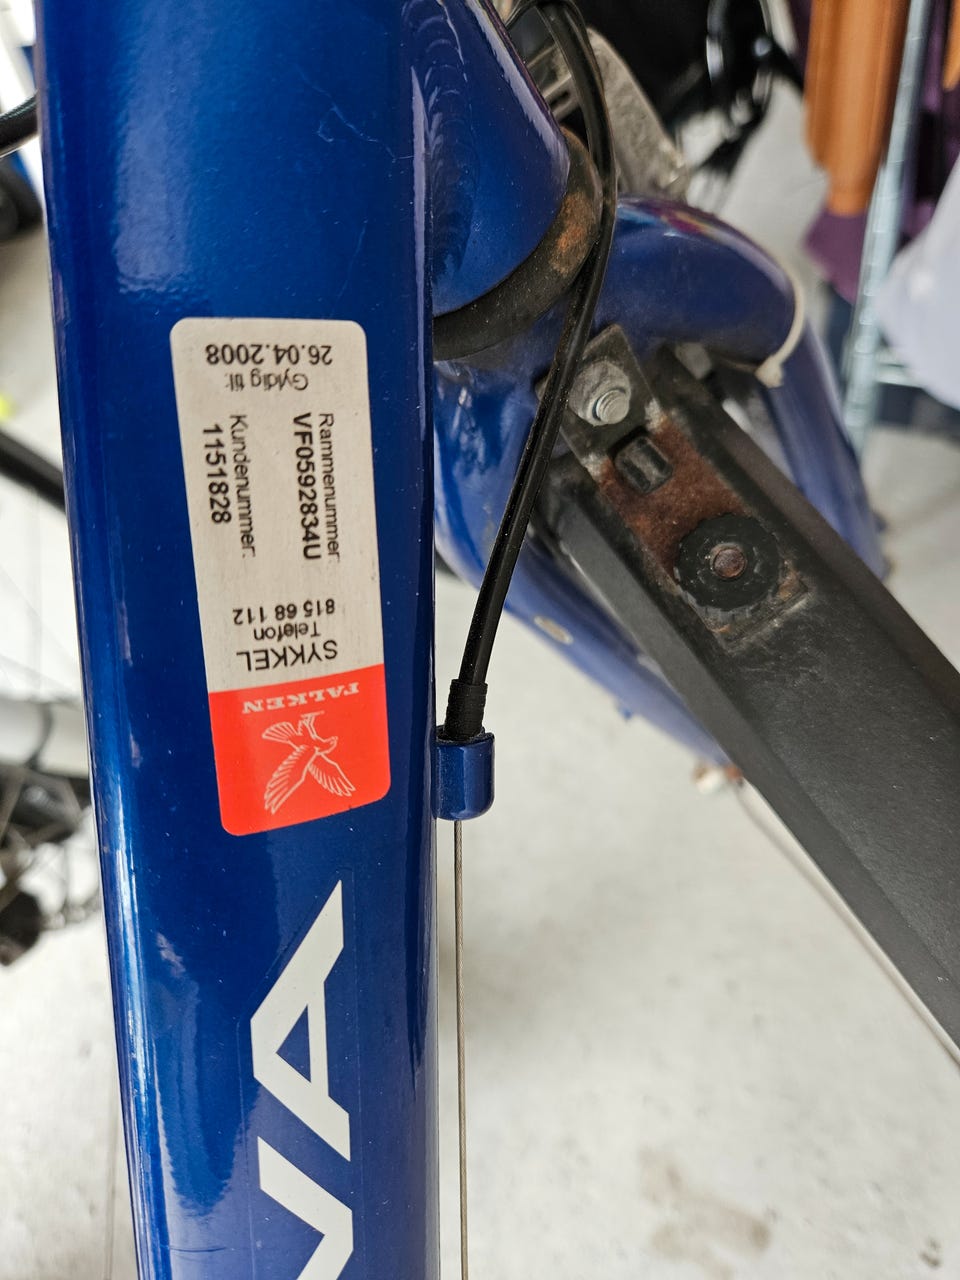 SYKKEL
Telefon
815 68 112
FALKEN
Rammenummer:
VF0592834U
Kundenummer:
1151828
Gyldig til:
26.04.2008
VA